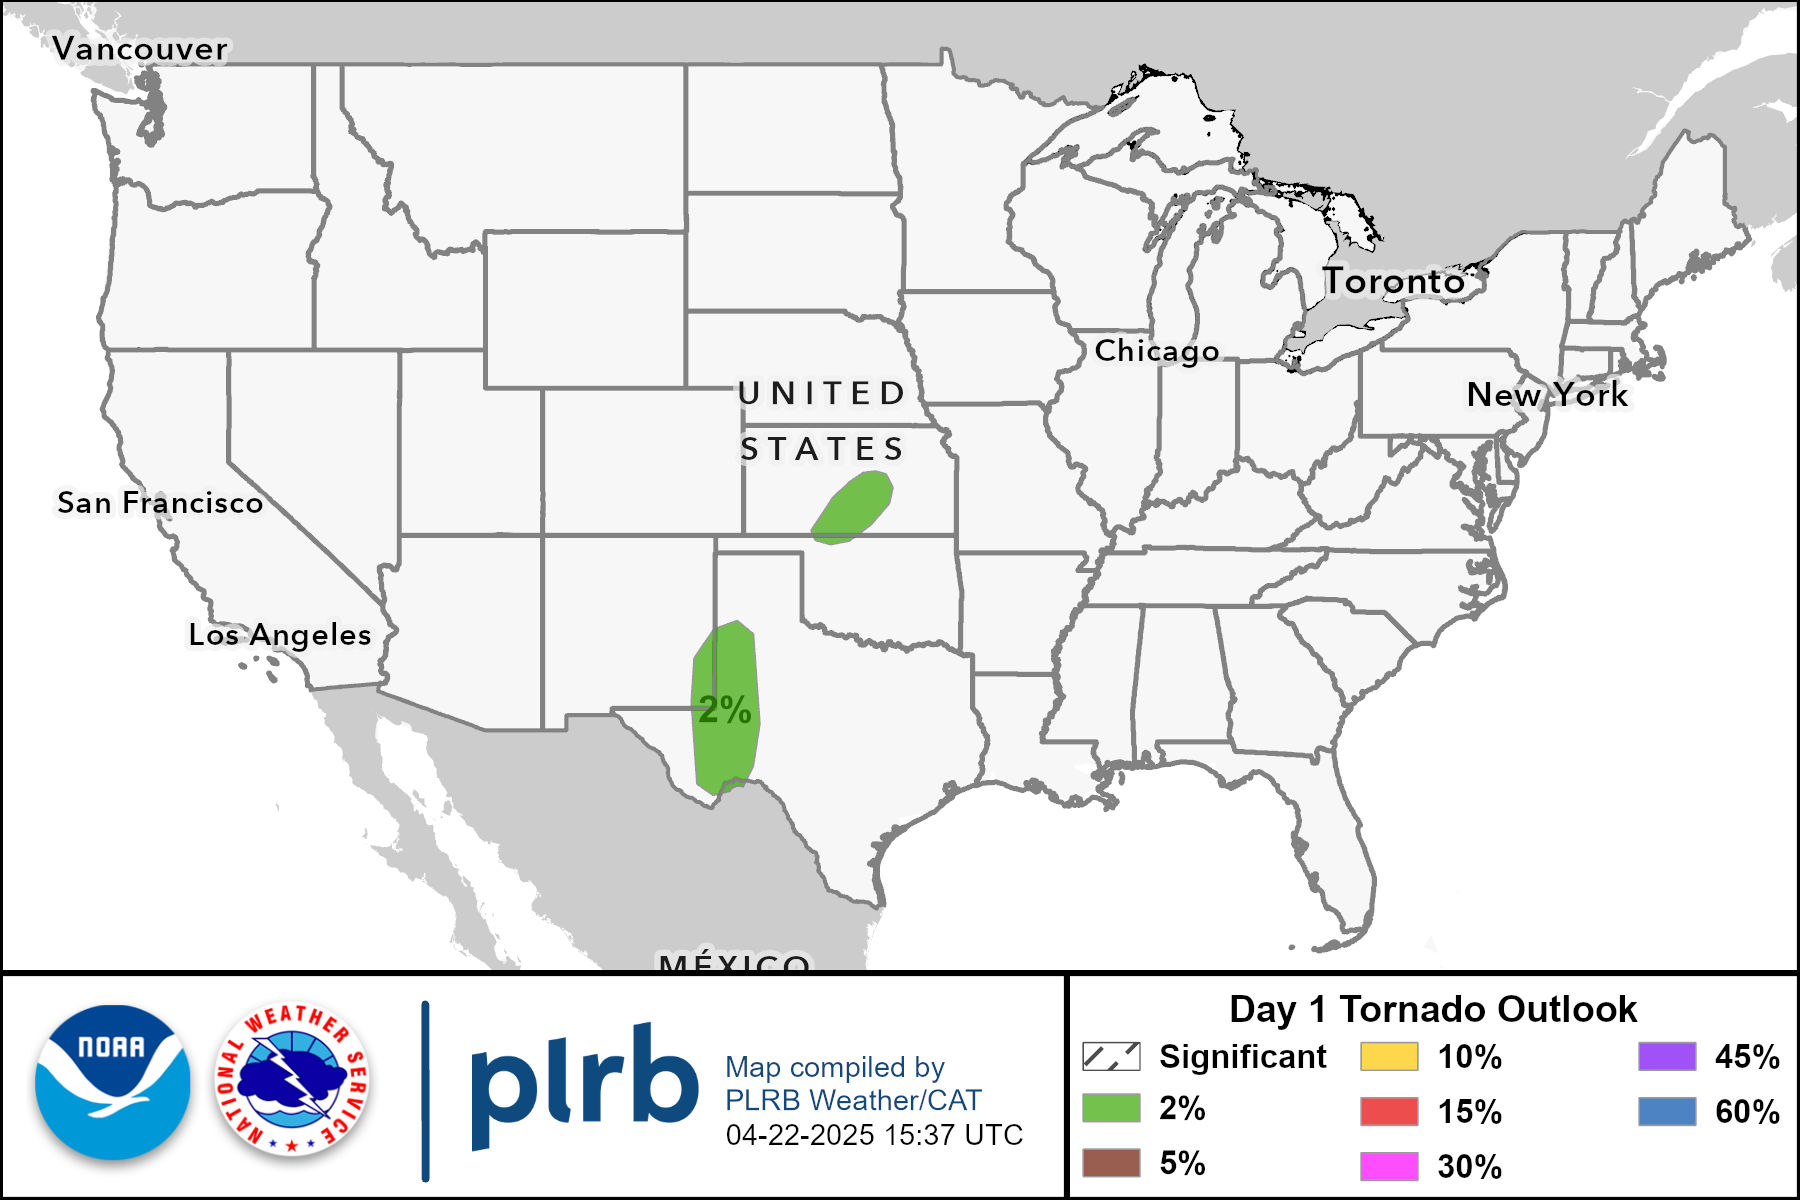 Vancouver
Toronto
Chicago
UNITED
New York
STATES
San Francisco
Los Angeles
2%
MÉXICO
NOAA
NATIONAL WEATHER SERVICE
plrb
Map compiled by
PLRB Weather/CAT
04-22-2025 15:37 UTC
Day 1 Tornado Outlook
Significant
2%
5%
10%
15%
30%
45%
60%